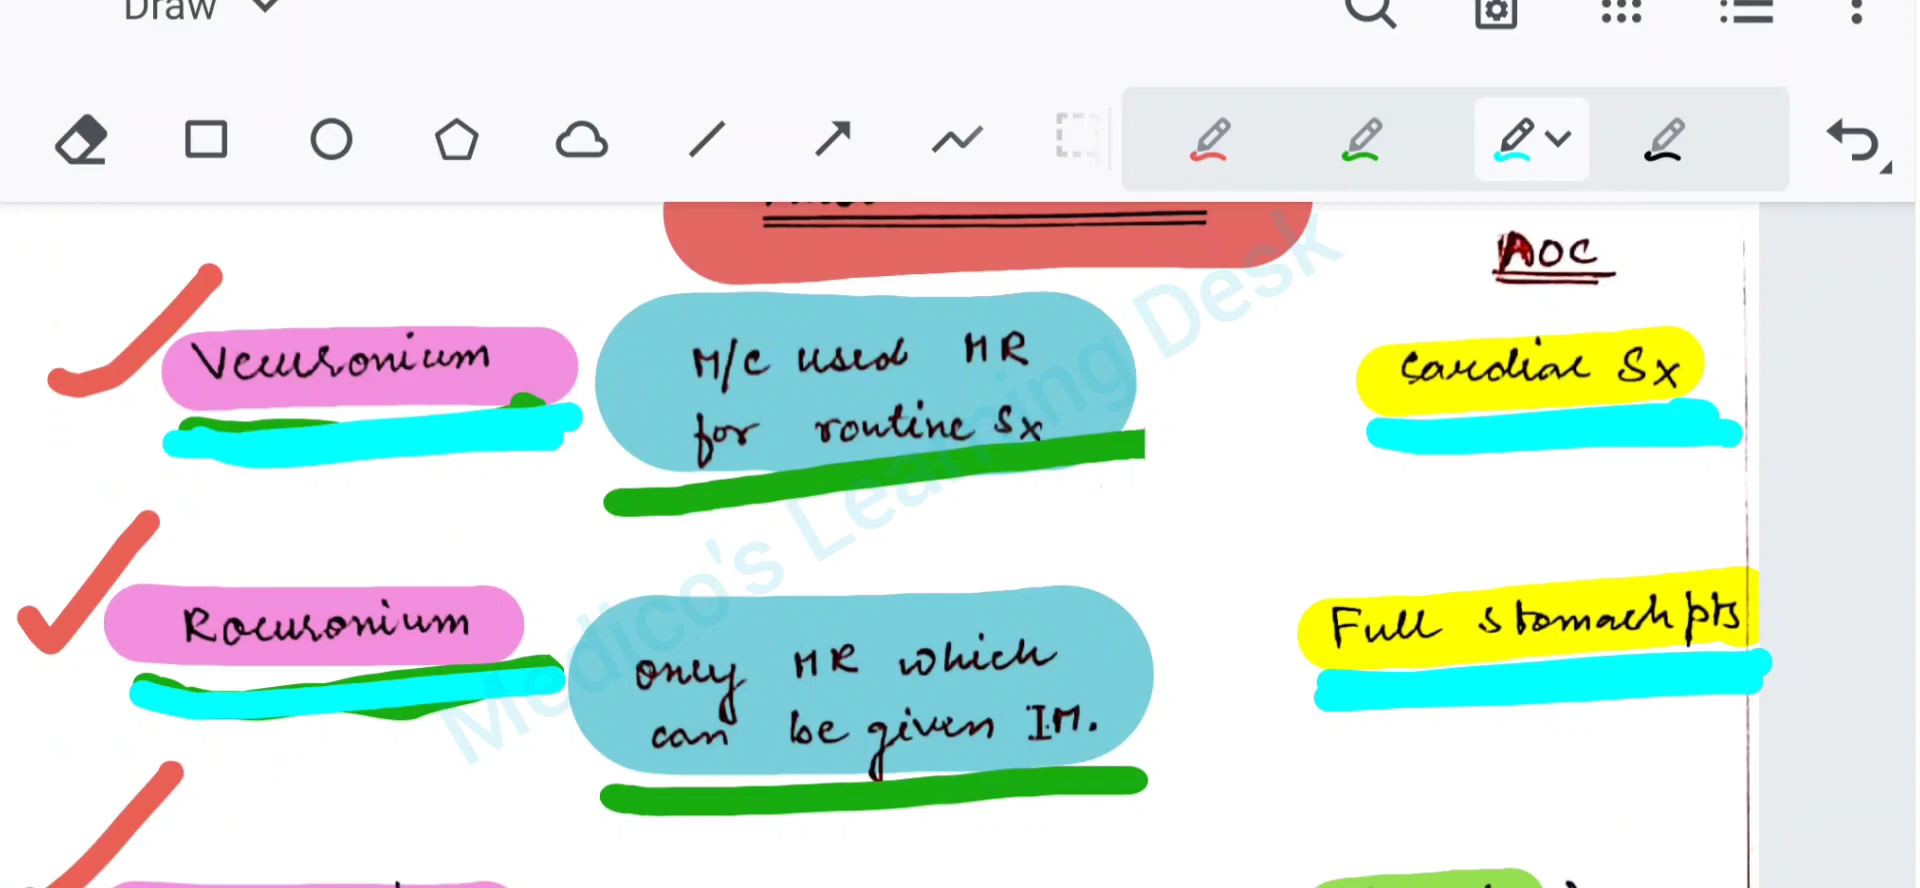 Draw
AOC
Vecuronium
M/C used MR
for routine Sx
Cardiac Sx
Rocuronium
only MR which
can be given IM.
Full stomach pts
Medico's Learning Desk